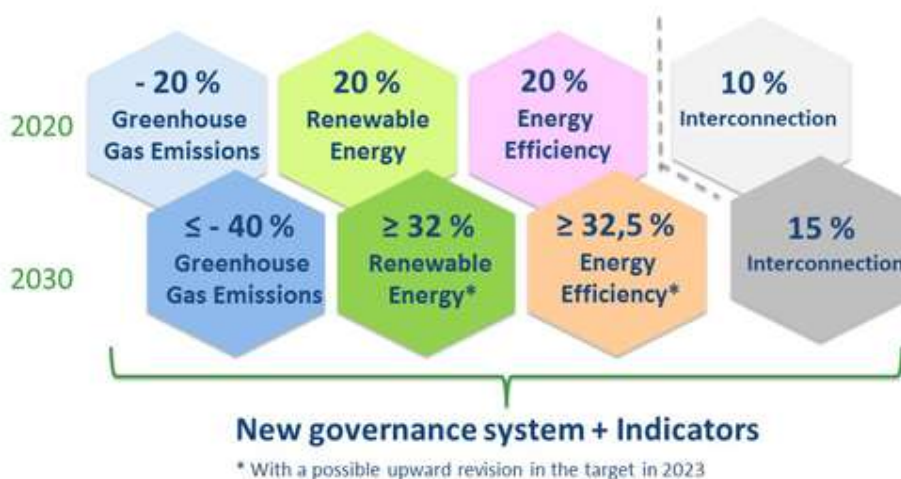 2020
- 20 %
Greenhouse
Gas Emissions
20 %
Renewable
Energy
20 %
Energy
Efficiency
10 %
Interconnection
2030
≤ - 40 %
Greenhouse
Gas Emissions
≥ 32 %
Renewable
Energy*
≥ 32,5 %
Energy
Efficiency*
15 %
Interconnection
New governance system + Indicators
* With a possible upward revision in the target in 2023